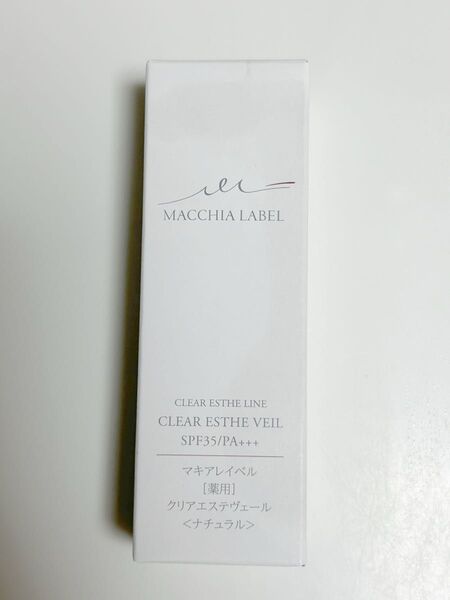 MACCHIA LABEL
CLEAR ESTHE LINE
CLEAR ESTHE VEIL
SPF35/PA+++
マキアレイベル
[薬用]
クリアエステヴェール
<ナチュラル>